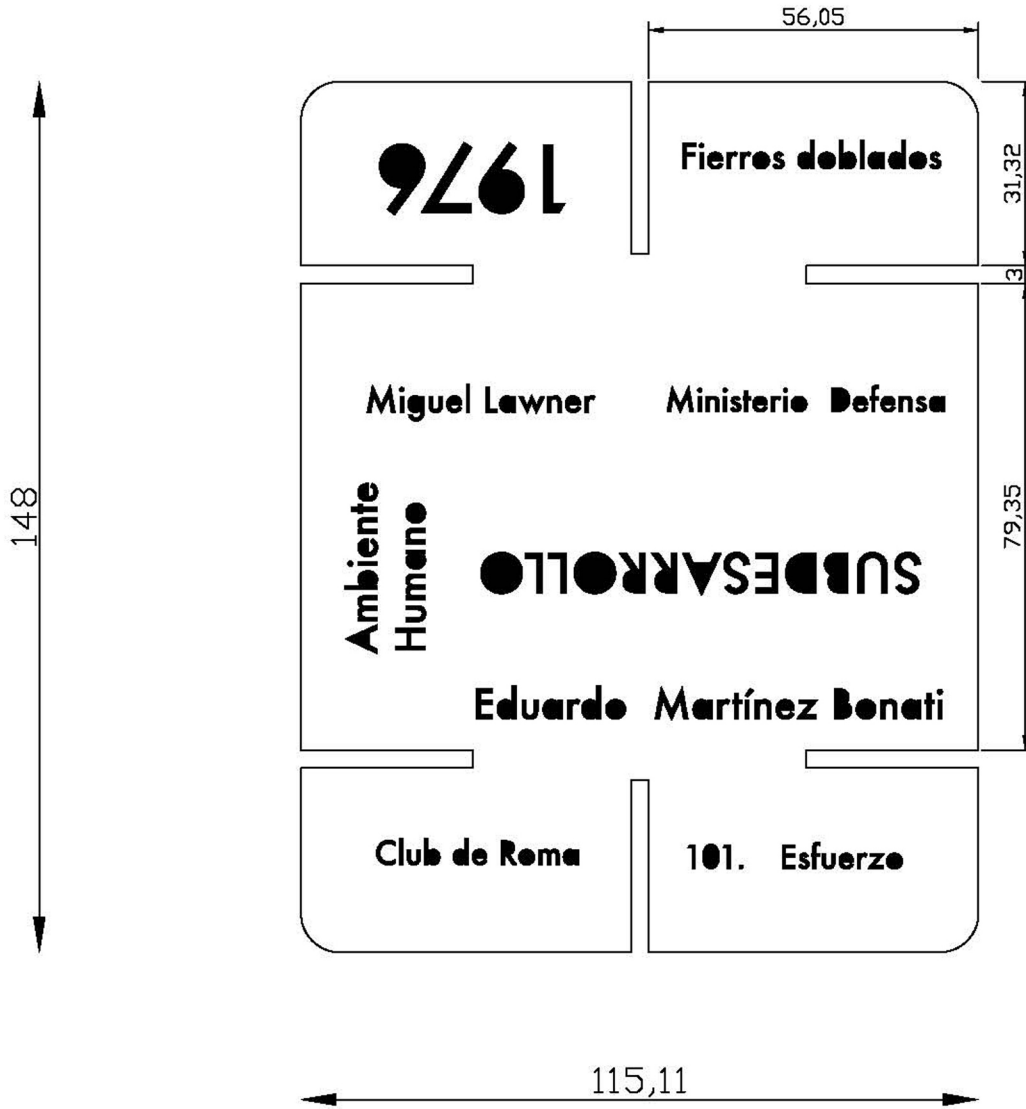 56,05
1976
Fierros doblados
31,32
3
Miguel Lawner
Ministerio Defensa
148
79,35
Ambiente
Humano
SUBDESARROLLO
Eduardo Martínez Bonati
Club de Roma
101. Esfuerzo
115,11